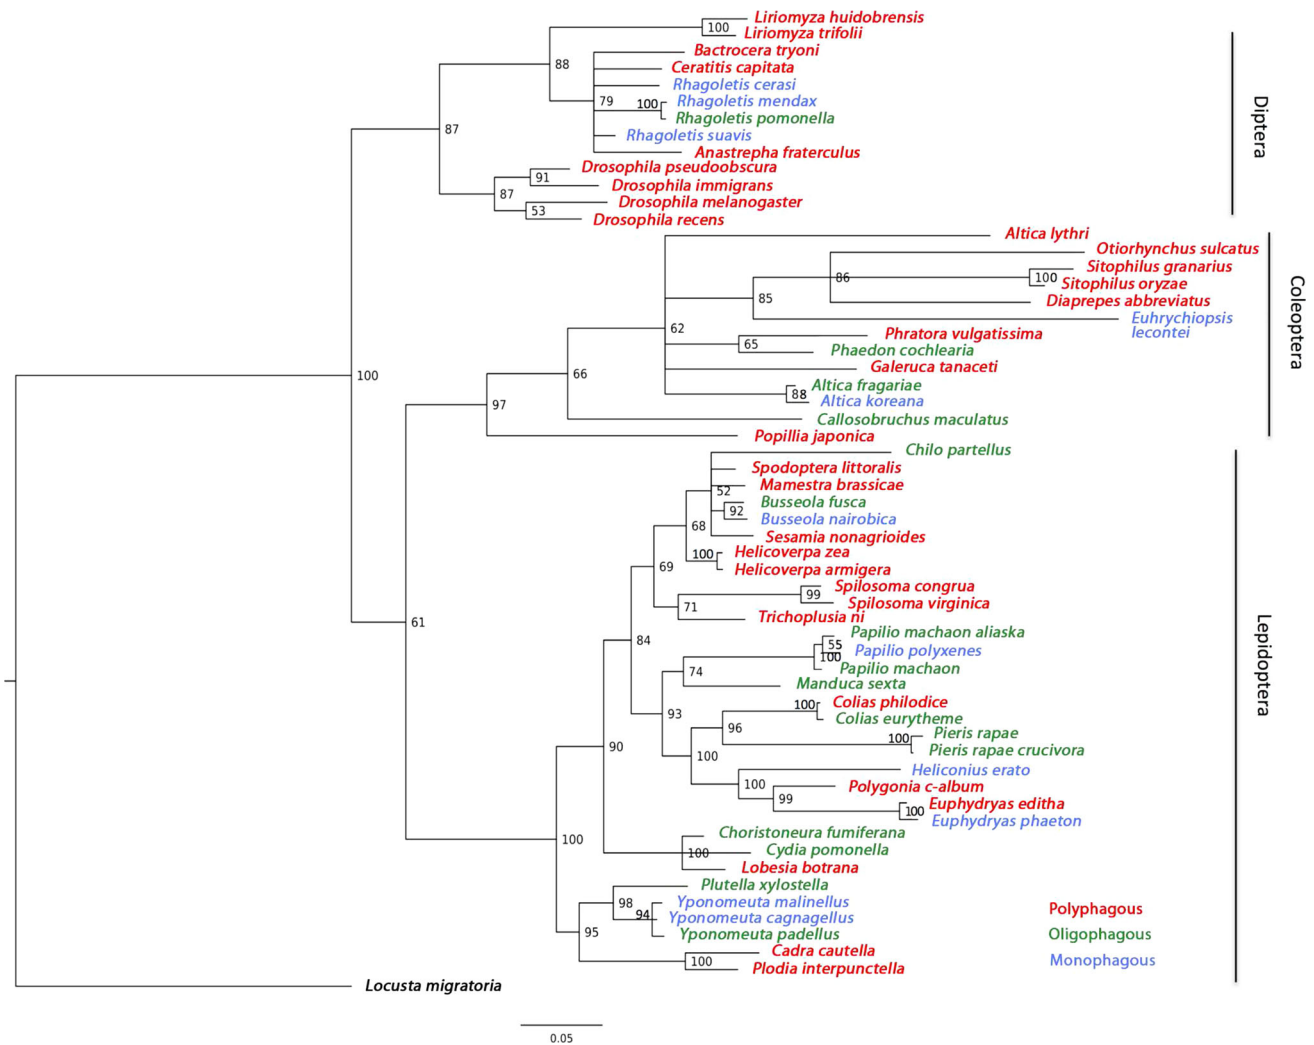 Liriomyza huidobrensis
100
Liriomyza trifolii
Bactrocera tryoni
88
Ceratitis capitata
Rhagoletis cerasi
79
100
Rhagoletis mendax
Rhagoletis pomonella
87
Rhagoletis suavis
Anastrepha fraterculus
Drosophila pseudoobscura
91
Drosophila immigrans
87
Drosophila melanogaster
53
Drosophila recens
Diptera
Altica lythri
Otiorhynchus sulcatus
Sitophilus granarius
86
100
Sitophilus oryzae
85
Diaprepes abbreviatus
Euhrychiopsis
lecontei
62
Phratora vulgatissima
65
Phaedon cochlearia
Galeruca tanaceti
66
100
Altica fragariae
88
Altica koreana
97
Callosobruchus maculatus
Popillia japonica
Coleoptera
Chilo partellus
Spodoptera littoralis
Mamestra brassicae
52
Busseola fusca
92
Busseola nairobica
68
Sesamia nonagrioides
Helicoverpa zea
100
69
Helicoverpa armigera
Spilosoma congrua
99
Spilosoma virginica
71
Trichoplusia ni
61
Papilio machaon aliaska
84
55
Papilio polyxenes
100
Papilio machaon
74
Manduca sexta
Colias philodice
100
93
Colias eurytheme
96
Pieris rapae
100
90
Pieris rapae crucivora
100
Heliconius erato
100
Polygonia c-album
99
Euphydryas editha
100
Euphydryas phaeton
Choristoneura fumiferana
100
100
Cydia pomonella
Lobesia botrana
Plutella xylostella
98
Yponomeuta malinellus
94
Yponomeuta cagnagellus
95
Yponomeuta padellus
Cadra cautella
100
Plodia interpunctella
Lepidoptera
Polyphagous
Oligophagous
Monophagous
Locusta migratoria
0.05